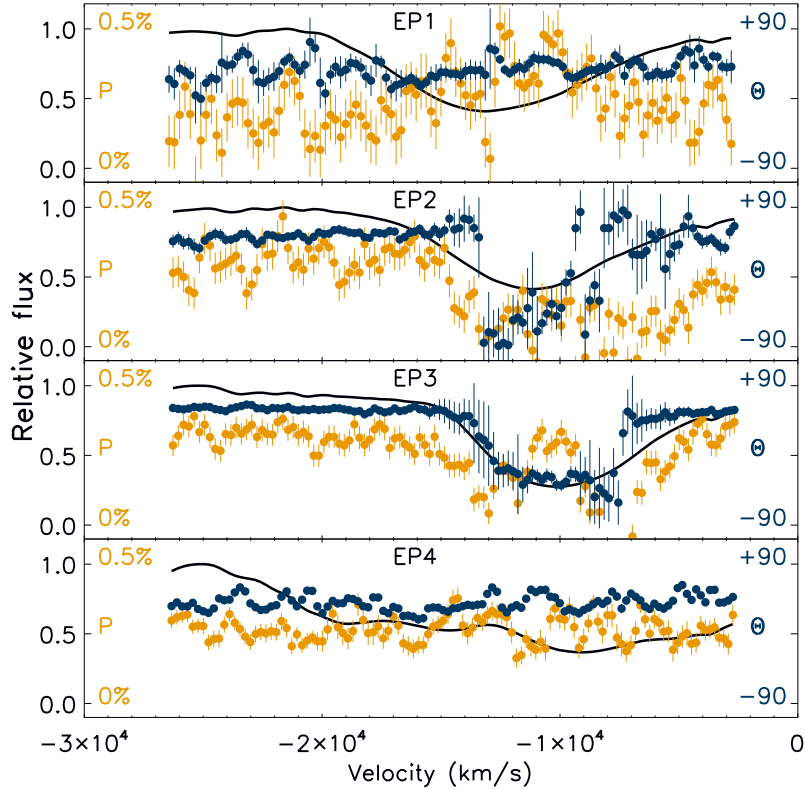 0.5% EP1 +90
1.0
P 0.5 Θ
0.0 0% −90
0.5% EP2 +90
1.0
P 0.5 Θ
0.0 0% −90
0.5% EP3 +90
1.0
P 0.5 Θ
0.0 0% −90
0.5% EP4 +90
1.0
P 0.5 Θ
0.0 0% −90
Relative flux
−3×10⁴ −2×10⁴ −1×10⁴ 0
Velocity (km/s)